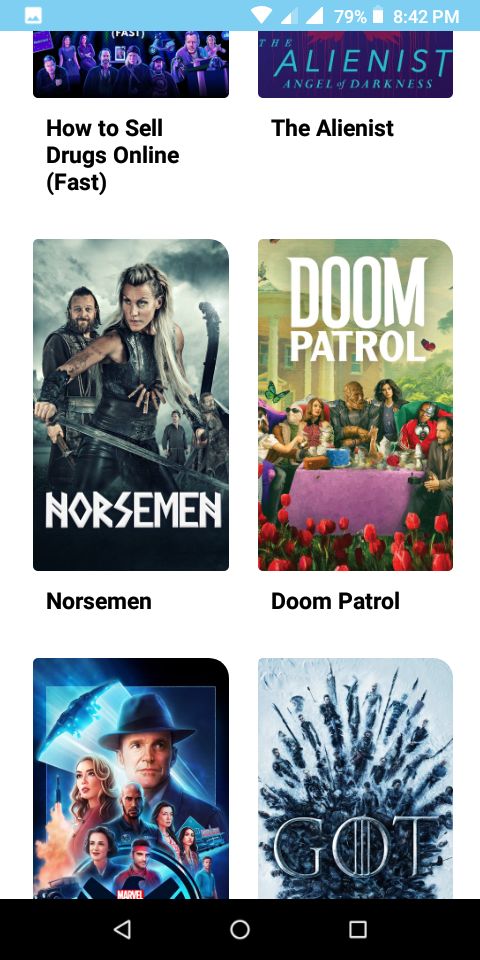 79% 8:42 PM
(FAST)
THE
ALIENIST
ANGEL of DARKNESS
How to Sell
Drugs Online
(Fast)
The Alienist
NORSEMEN
DOOM
PATROL
Norsemen
Doom Patrol
MARVEL
GOT